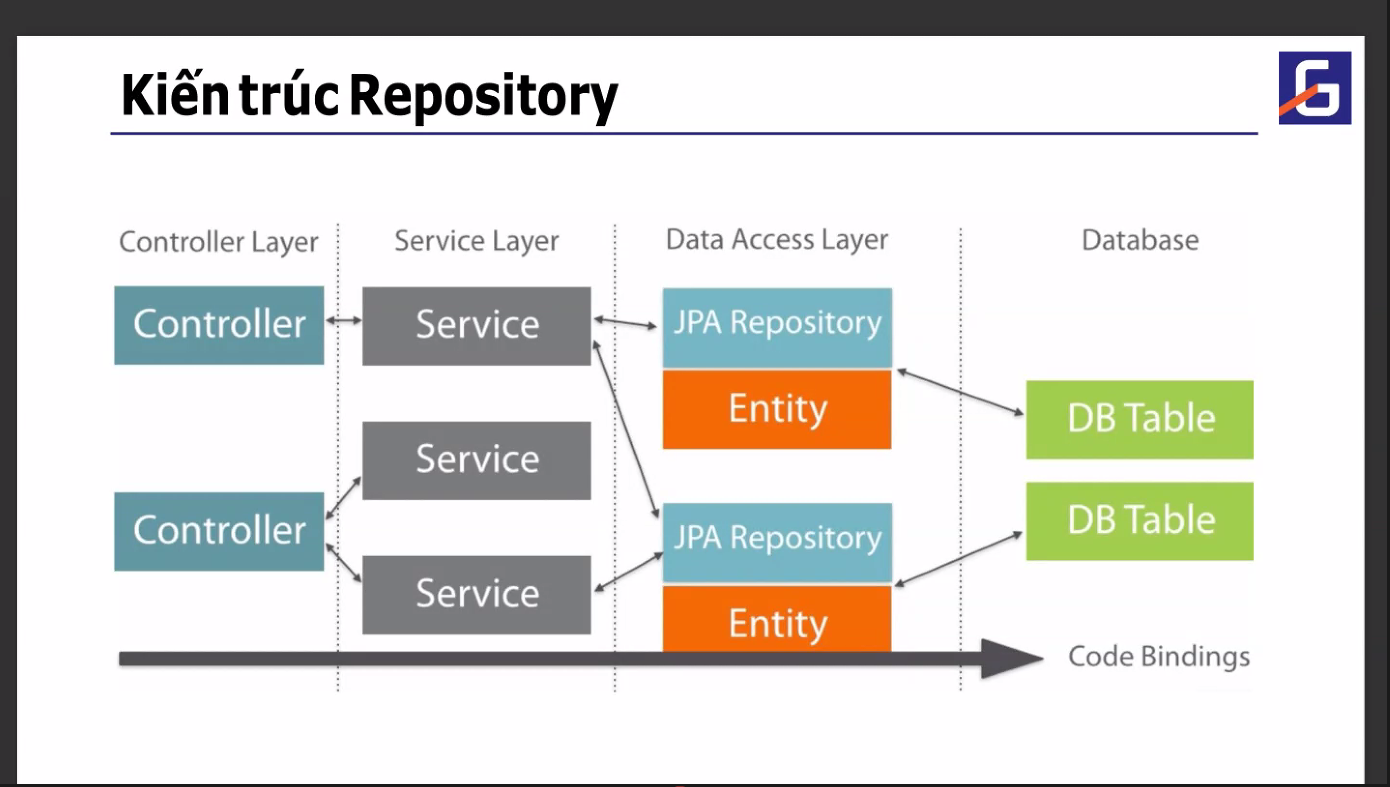 Kiến trúc Repository
G
Controller Layer
Service Layer
Data Access Layer
Database
Controller
Service
JPA Repository
Entity
DB Table
Service
Controller
JPA Repository
DB Table
Service
Entity
Code Bindings